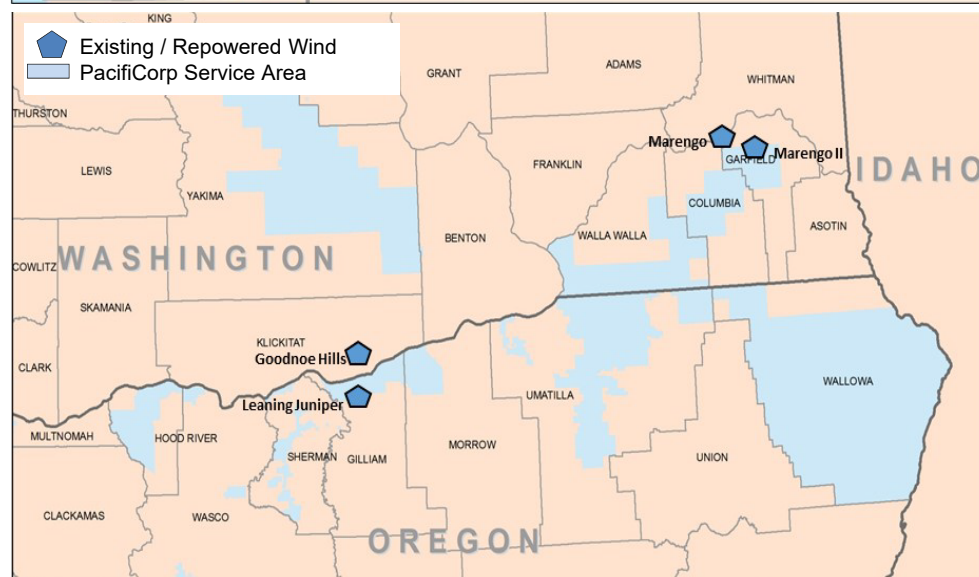 KING
Existing / Repowered Wind
PacifiCorp Service Area
GRANT
ADAMS
WHITMAN
THURSTON
Marengo
Marengo II
GARFIELD
FRANKLIN
LEWIS
IDAHO
YAKIMA
COLUMBIA
ASOTIN
BENTON
WALLA WALLA
WASHINGTON
COWLITZ
SKAMANIA
KLICKITAT
Goodnoe Hills
CLARK
WALLOWA
UMATILLA
Leaning Juniper
MULTNOMAH
HOOD RIVER
MORROW
SHERMAN
GILLIAM
UNION
CLACKAMAS
WASCO
OREGON